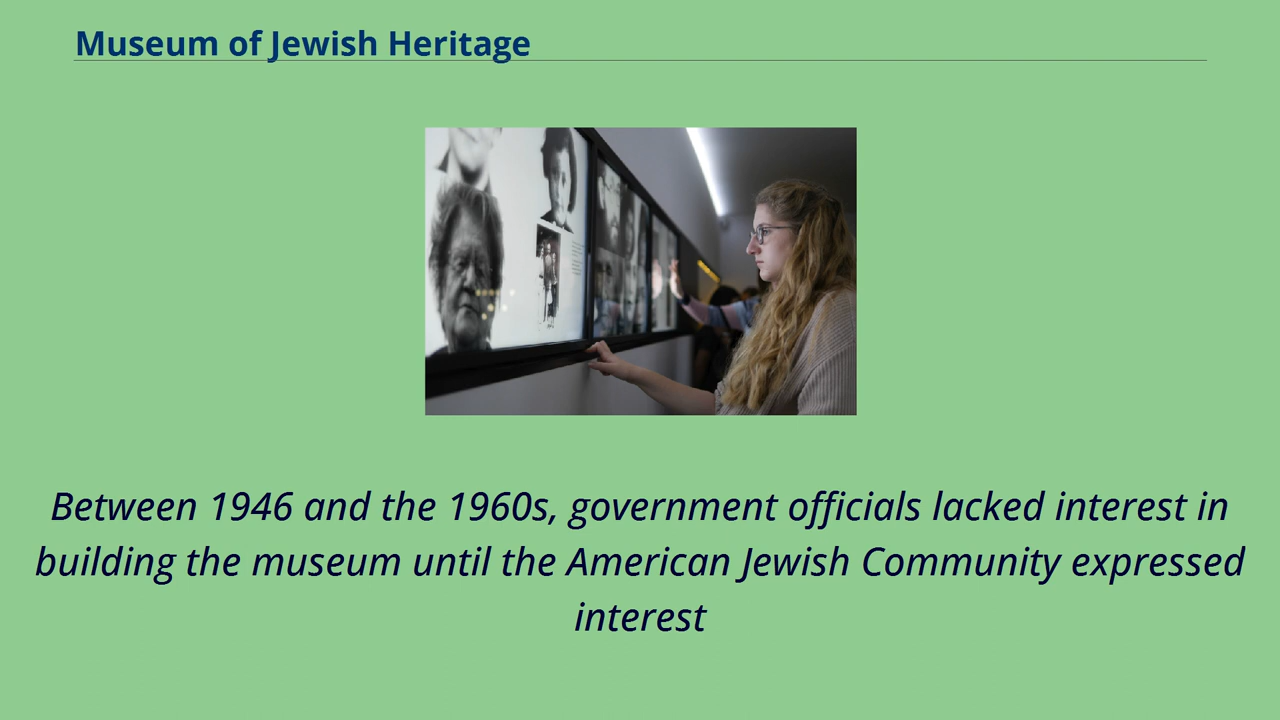 Museum of Jewish Heritage
Between 1946 and the 1960s, government officials lacked interest in
building the museum until the American Jewish Community expressed
interest